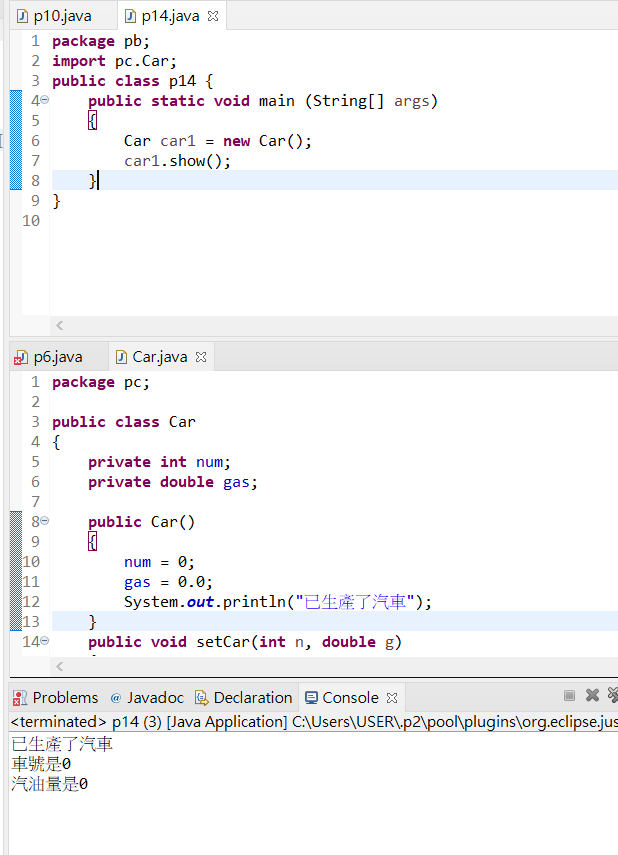 p10.java p14.java
1 package pb;
2 import pc.Car;
3 public class p14 {
4 public static void main (String[] args)
5 {
6 Car car1 = new Car();
7 car1.show();
8 }
9 }
10
p6.java Car.java
1 package pc;
2
3 public class Car
4 {
5 private int num;
6 private double gas;
7
8 public Car()
9 {
10 num = 0;
11 gas = 0.0;
12 System.out.println("已生產了汽車");
13 }
14 public void setCar(int n, double g)
Problems @ Javadoc Declaration Console
<terminated> p14 (3) [Java Application] C:\Users\USER\.p2\pool\plugins\org.eclipse.jus
已生產了汽車
車號是0
汽油量是0